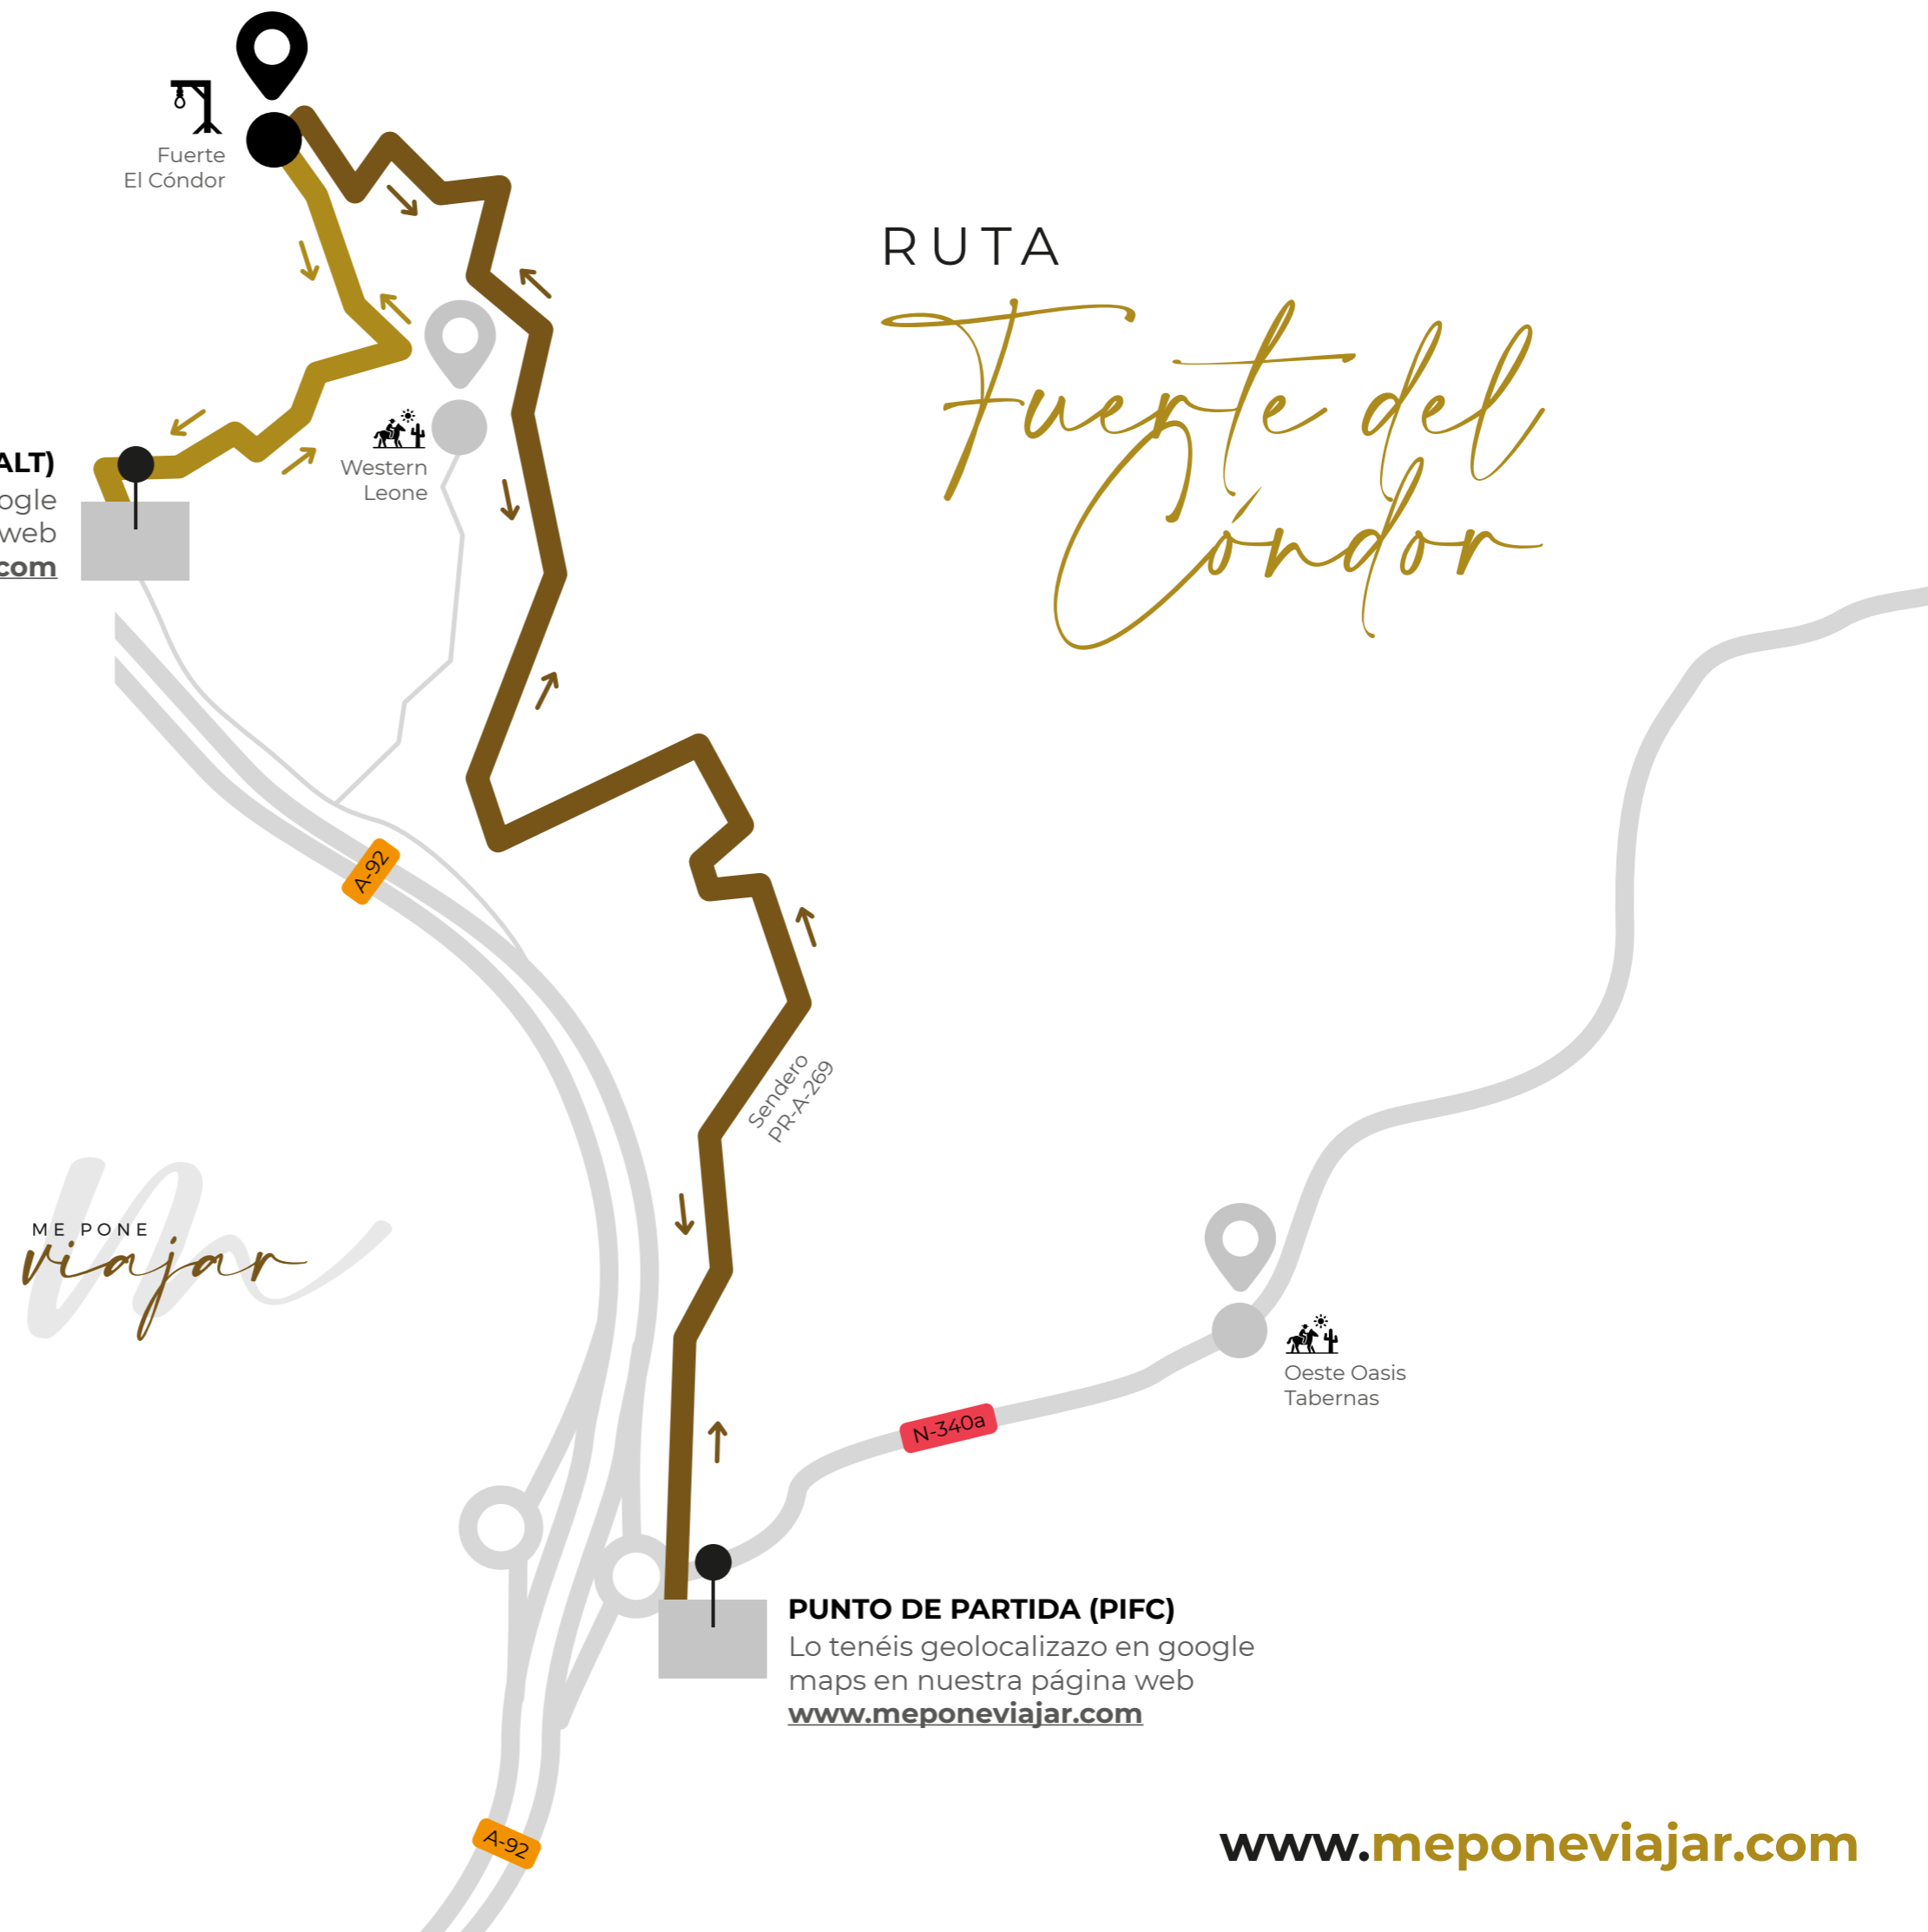 Fuerte
El Cóndor
RUTA
Fuerte del
Cóndor
ALT)
ogle
web
com
Western
Leone
A-92
Sendero
PR-A-269
ME PONE
viajar
Oeste Oasis
Tabernas
N-340a
PUNTO DE PARTIDA (PIFC)
Lo tenéis geolocalizazo en google
maps en nuestra página web
www.meponeviajar.com
A-92
www.meponeviajar.com